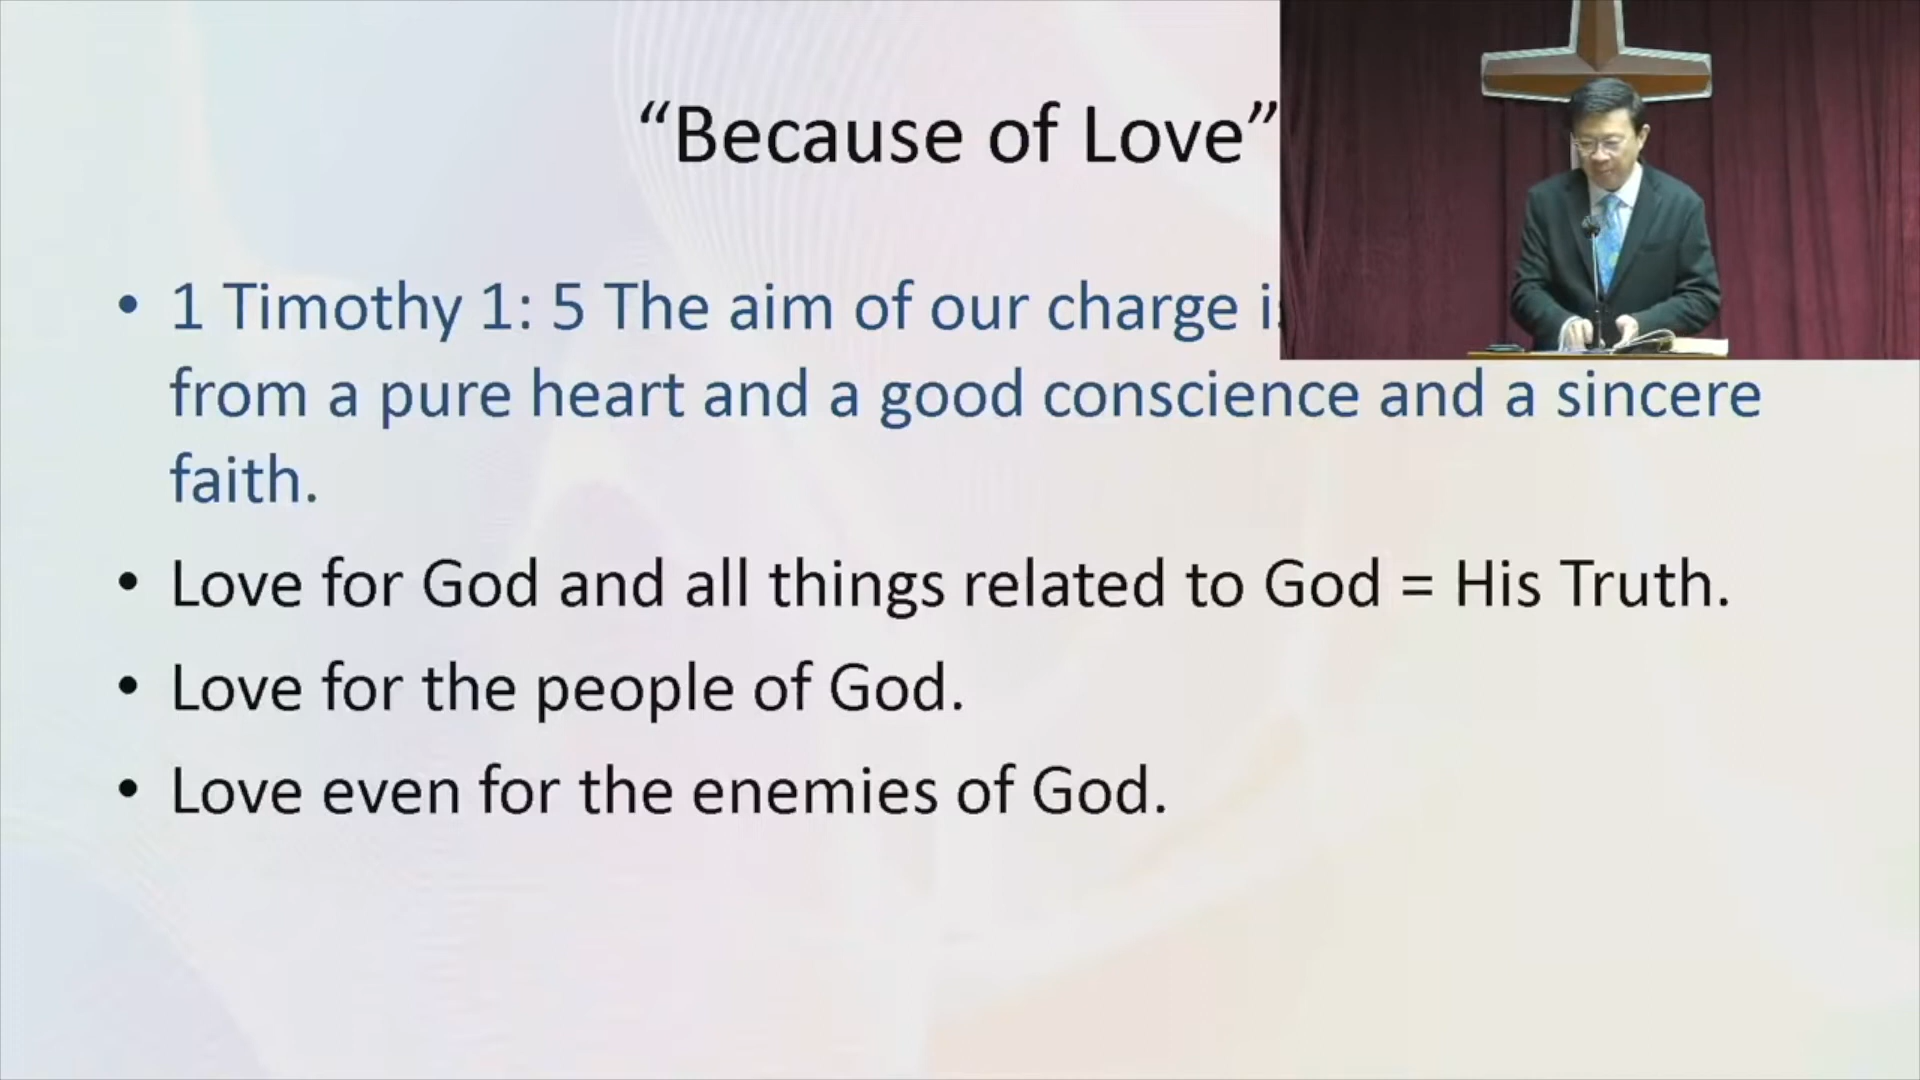 “Because of Love”
• 1 Timothy 1: 5 The aim of our charge
from a pure heart and a good conscience and a sincere
faith.
• Love for God and all things related to God = His Truth.
• Love for the people of God.
• Love even for the enemies of God.